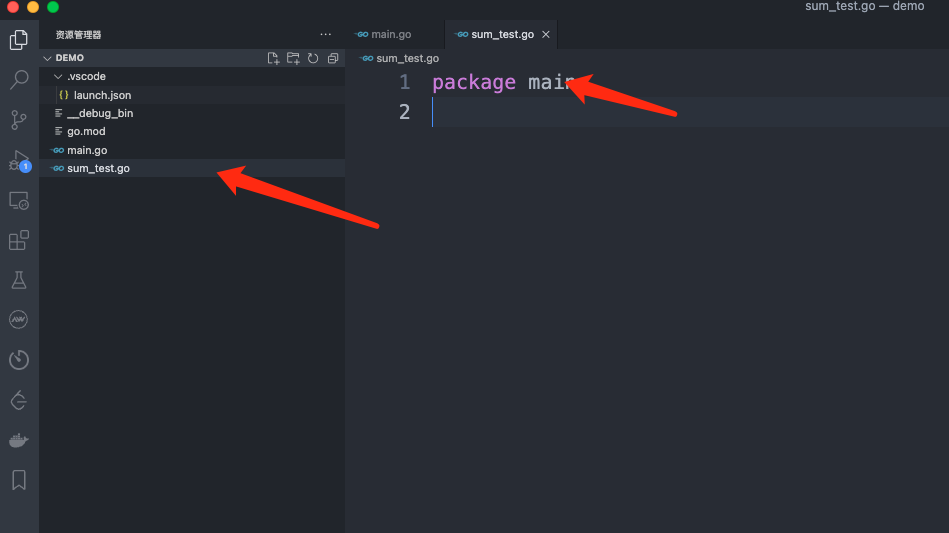 sum_test.go — demo
资源管理器
main.go
sum_test.go
DEMO
sum_test.go
.vscode
{} launch.json
__debug_bin
go.mod
main.go
sum_test.go
1 package main
2
1